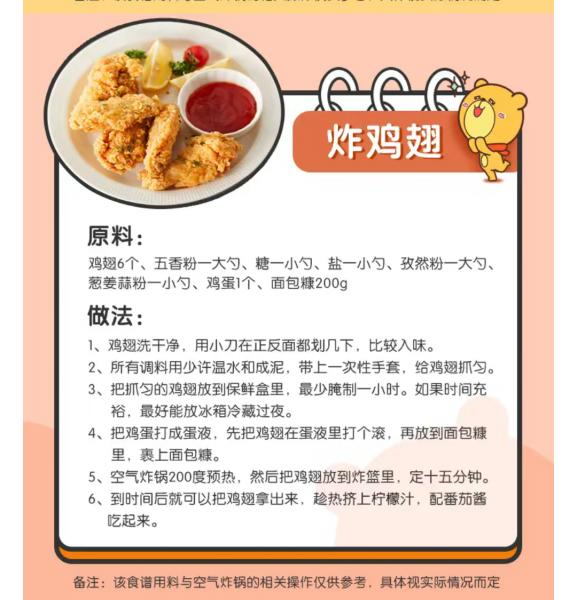 炸鸡翅
原料：
鸡翅6个、五香粉一大勺、糖一小勺、盐一小勺、孜然粉一大勺、
葱姜蒜粉一小勺、鸡蛋1个、面包糠200g
做法：
1、鸡翅洗干净，用小刀在正反面都划几下，比较入味。
2、所有调料用少许温水和成泥，带上一次性手套，给鸡翅抓匀。
3、把抓匀的鸡翅放到保鲜盒里，最少腌制一小时。如果时间充
裕，最好能放冰箱冷藏过夜。
4、把鸡蛋打成蛋液，先把鸡翅在蛋液里打个滚，再放到面包糠
里，裹上面包糠。
5、空气炸锅200度预热，然后把鸡翅放到炸篮里，定十五分钟。
6、到时间后就可以把鸡翅拿出来，趁热挤上柠檬汁，配番茄酱
吃起来。
备注：该食谱用料与空气炸锅的相关操作仅供参考，具体视实际情况而定